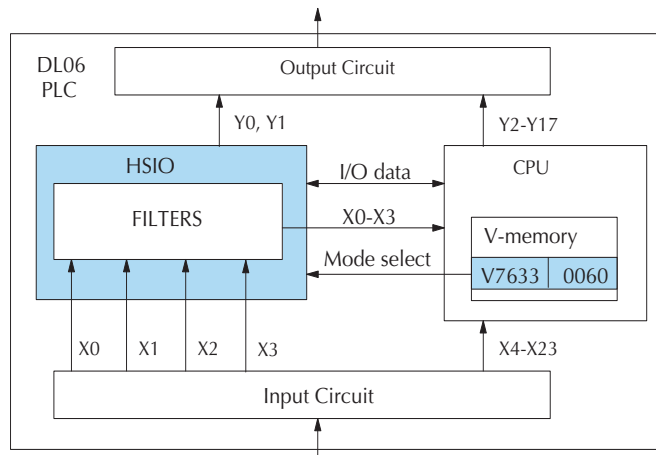 DL06
PLC
Output Circuit
Y0, Y1
Y2-Y17
HSIO
I/O data
CPU
FILTERS
X0-X3
V-memory
Mode select
V7633 0060
X0 X1 X2 X3
X4-X23
Input Circuit